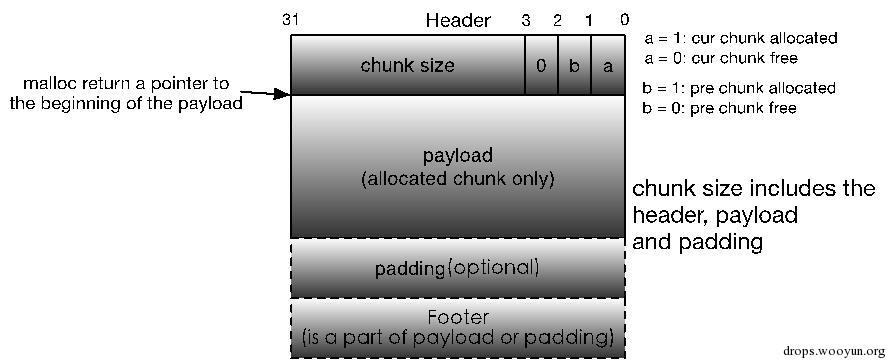 31 Header 3 2 1 0
chunk size 0 b a
a = 1: cur chunk allocated
a = 0: cur chunk free
b = 1: pre chunk allocated
b = 0: pre chunk free
malloc return a pointer to
the beginning of the payload
payload
(allocated chunk only)
chunk size includes the
header, payload
and padding
padding(optional)
Footer
(is a part of payload or padding)
drops.wooyun.org